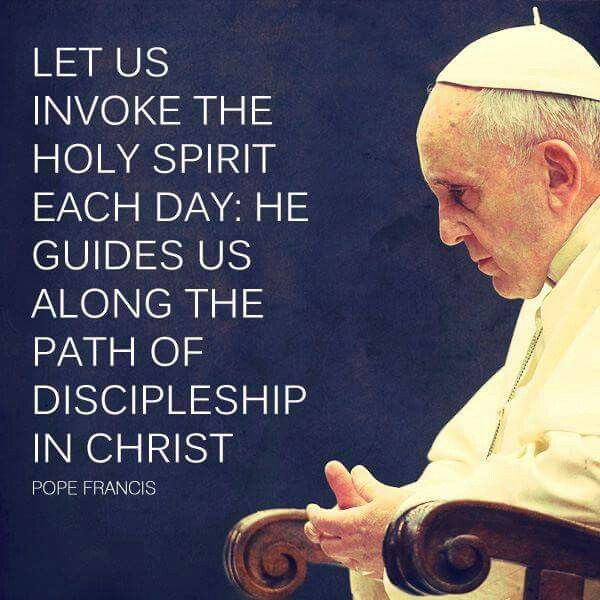 LET US
INVOKE THE
HOLY SPIRIT
EACH DAY: HE
GUIDES US
ALONG THE
PATH OF
DISCIPLESHIP
IN CHRIST
POPE FRANCIS